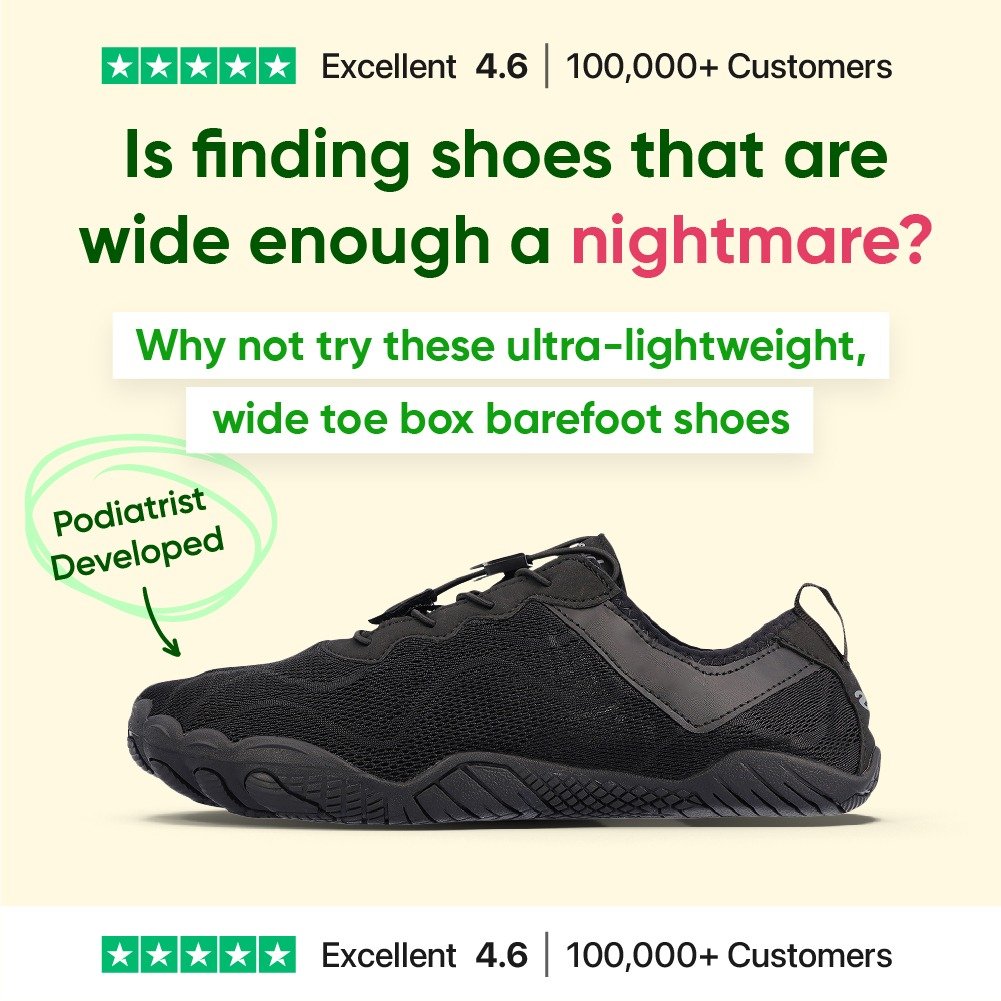 Excellent 4.6 | 100,000+ Customers
Is finding shoes that are
wide enough a nightmare?
Why not try these ultra-lightweight,
wide toe box barefoot shoes
Podiatrist
Developed
Excellent 4.6 | 100,000+ Customers